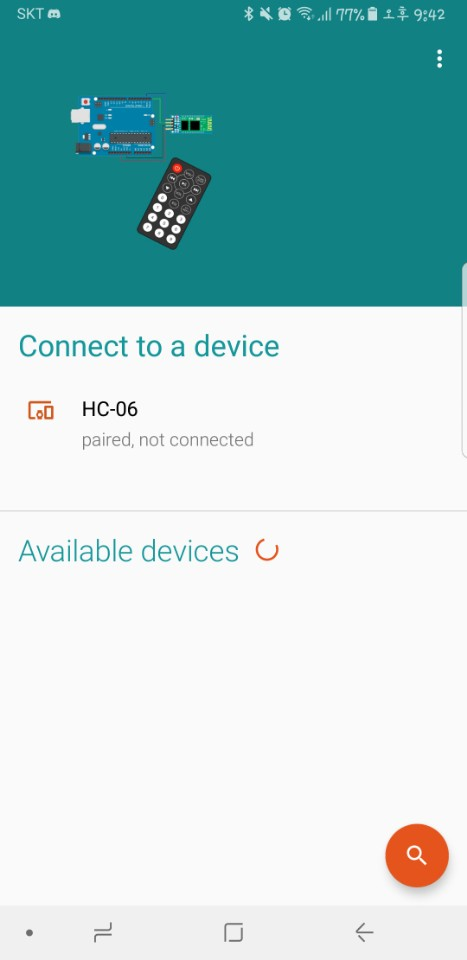 SKT 77% 오후 9:42
Connect to a device
HC-06
paired, not connected
Available devices